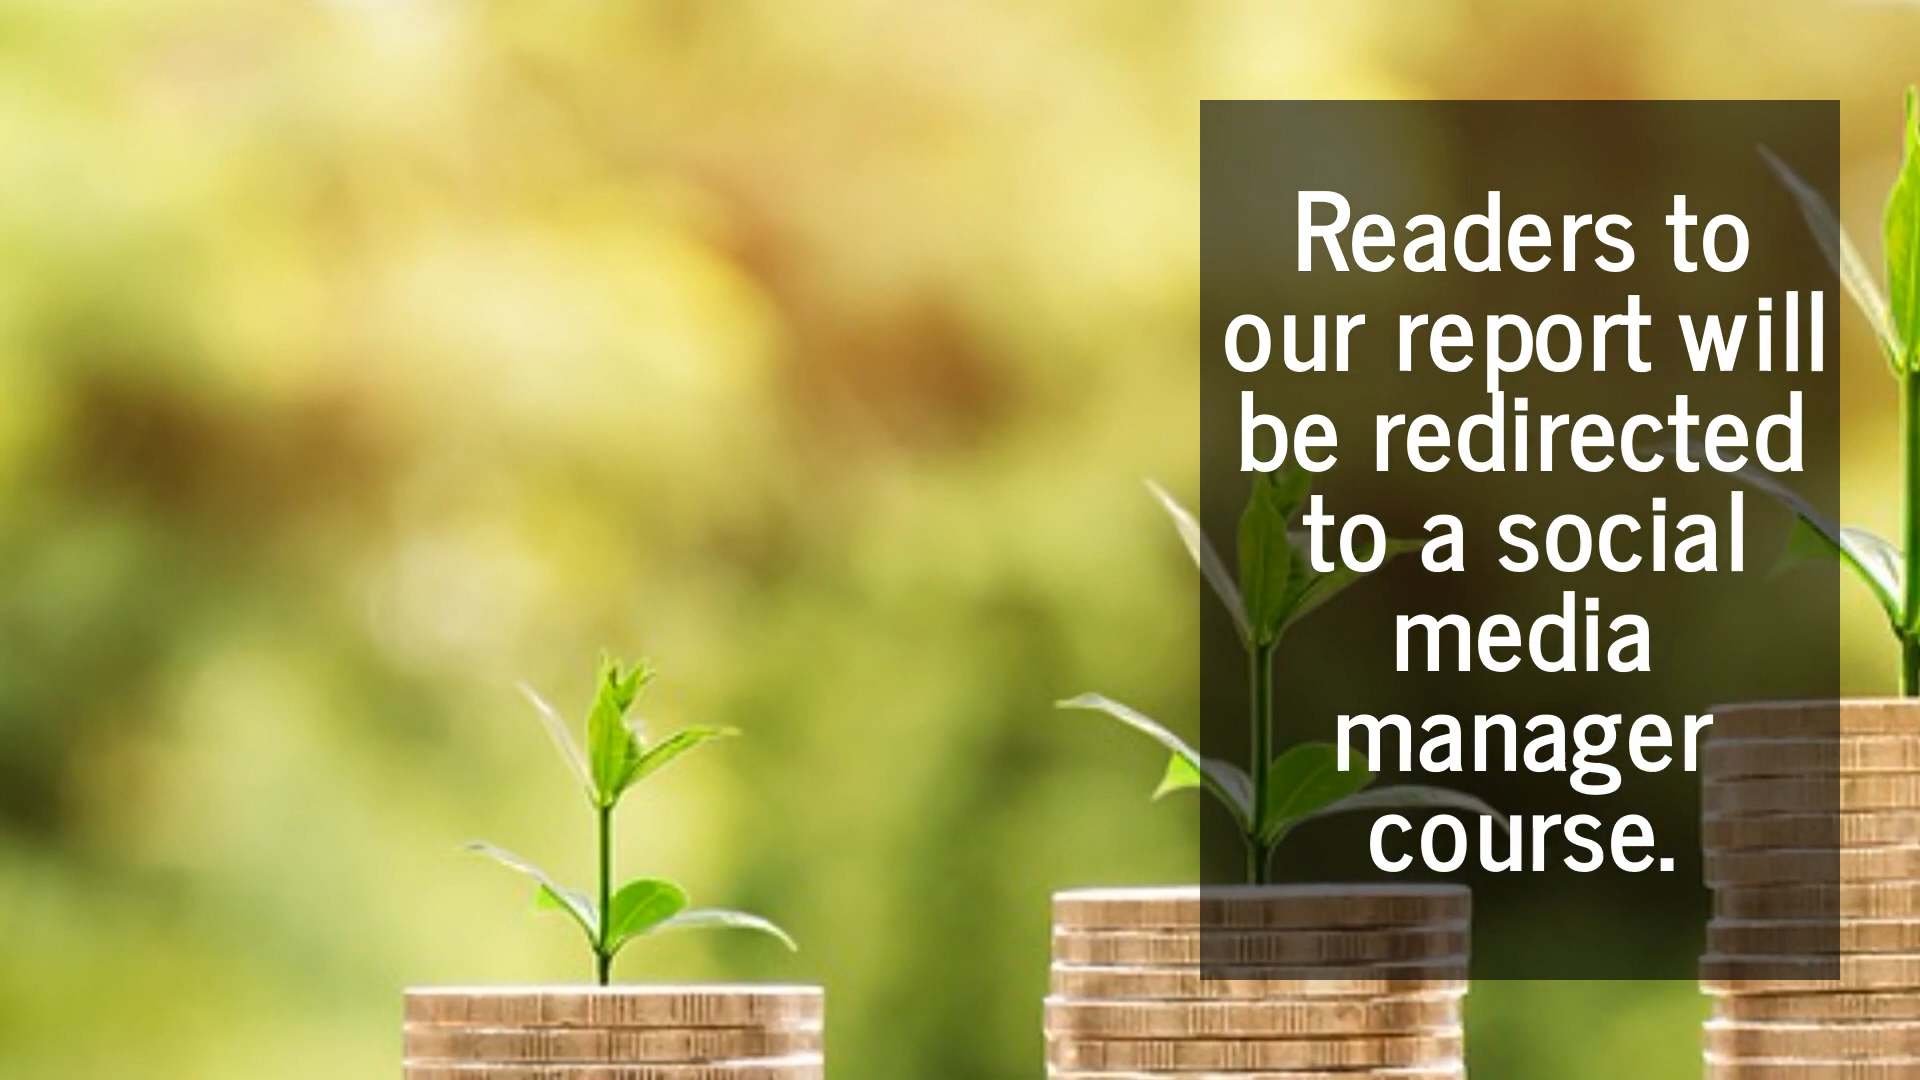 Readers to
our report will
be redirected
to a social
media
manager
course.